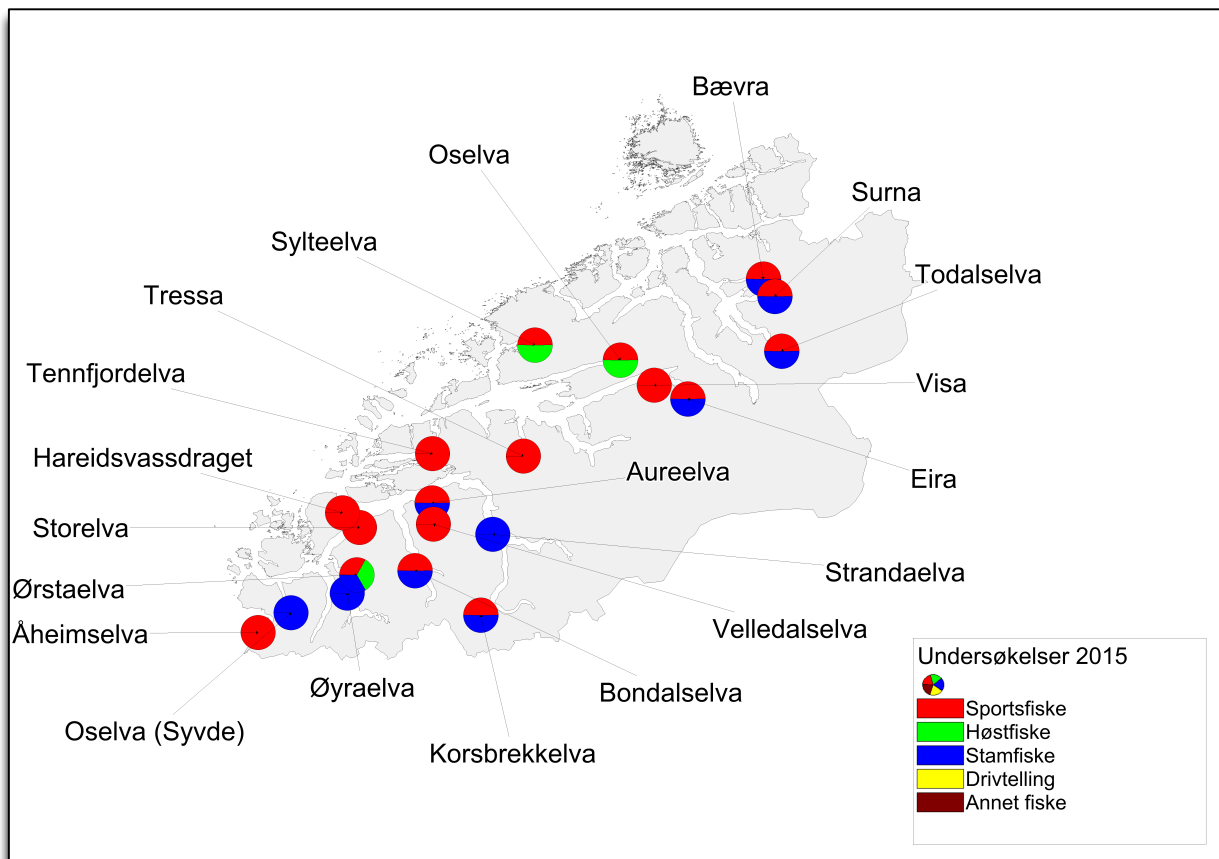 Bævra
Oselva
Surna
Sylteelva
Todalselva
Tressa
Tennfjordelva
Visa
Hareidsvassdraget
Aureelva
Eira
Storelva
Strandaelva
Ørstaelva
Velledalselva
Åheimselva
Øyraelva
Bondalselva
Oselva (Syvde)
Korsbrekkelva
Undersøkelser 2015
Sportsfiske
Høstfiske
Stamfiske
Drivtelling
Annet fiske